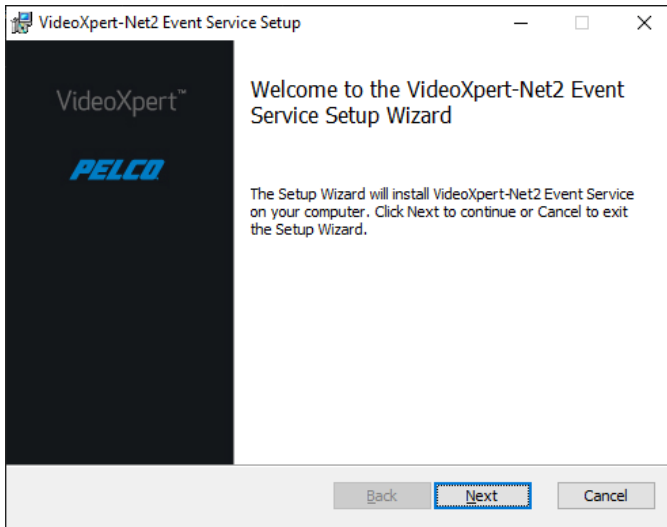 VideoXpert-Net2 Event Service Setup
VideoXpert™
PELCO
Welcome to the VideoXpert-Net2 Event
Service Setup Wizard
The Setup Wizard will install VideoXpert-Net2 Event Service
on your computer. Click Next to continue or Cancel to exit
the Setup Wizard.
Back
Next
Cancel